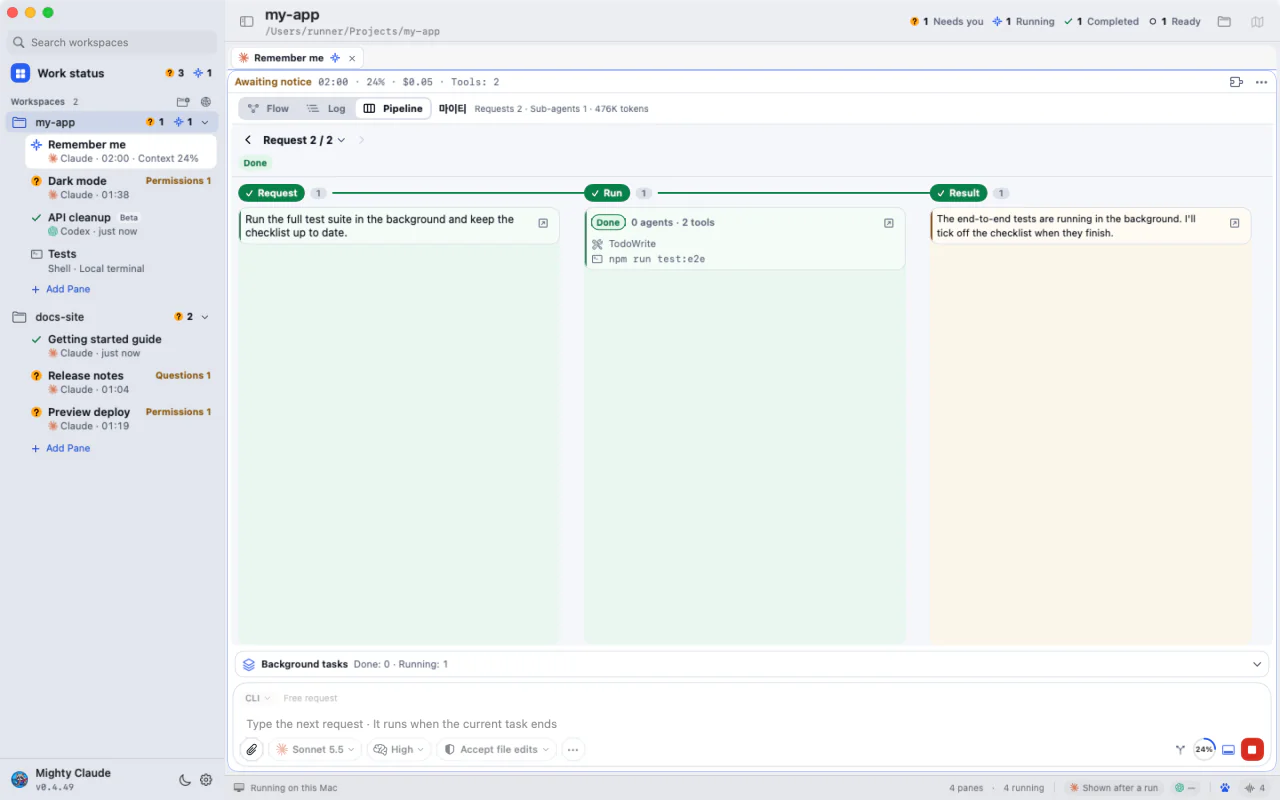 my-app
/Users/runner/Projects/my-app
1 Needs you 1 Running 1 Completed 1 Ready
Search workspaces
Work status 3 1
Workspaces 2
my-app 1 1
Remember me
Claude · 02:00 · Context 24%
Dark mode Permissions 1
Claude · 01:38
API cleanup Beta
Codex · just now
Tests
Shell · Local terminal
+ Add Pane
docs-site 2
Getting started guide
Claude · just now
Release notes Questions 1
Claude · 01:04
Preview deploy Permissions 1
Claude · 01:19
+ Add Pane
Mighty Claude
v0.4.49
Remember me
Awaiting notice 02:00 · 24% · $0.05 · Tools: 2
Flow Log Pipeline 마이티 Requests 2 · Sub-agents 1 · 476K tokens
Request 2 / 2
Done
Request 1
Run the full test suite in the background and keep the
checklist up to date.
Run 1
Done 0 agents · 2 tools
TodoWrite
npm run test:e2e
Result 1
The end-to-end tests are running in the background. I'll
tick off the checklist when they finish.
Background tasks Done: 0 · Running: 1
CLI Free request
Type the next request · It runs when the current task ends
Sonnet 5.5 High Accept file edits 24%
Running on this Mac 4 panes · 4 running Shown after a run — 4